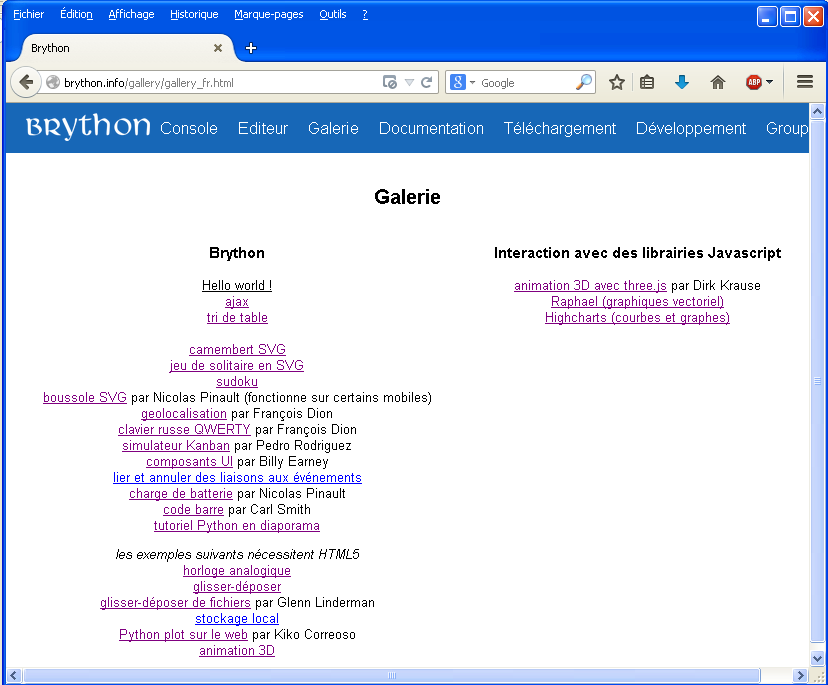 Fichier Édition Affichage Historique Marque-pages Outils ?
Brython
brython.info/gallery/gallery_fr.html
8 Google
ABP
BRython Console Editeur Galerie Documentation Téléchargement Développement Group
Galerie
Brython
Hello world !
ajax
tri de table
camembert SVG
jeu de solitaire en SVG
sudoku
boussole SVG par Nicolas Pinault (fonctionne sur certains mobiles)
geolocalisation par François Dion
clavier russe QWERTY par François Dion
simulateur Kanban par Pedro Rodriguez
composants UI par Billy Earney
lier et annuler des liaisons aux événements
charge de batterie par Nicolas Pinault
code barre par Carl Smith
tutoriel Python en diaporama
les exemples suivants nécessitent HTML5
horloge analogique
glisser-déposer
glisser-déposer de fichiers par Glenn Linderman
stockage local
Python plot sur le web par Kiko Correoso
animation 3D
Interaction avec des librairies Javascript
animation 3D avec three.js par Dirk Krause
Raphael (graphiques vectoriel)
Highcharts (courbes et graphes)